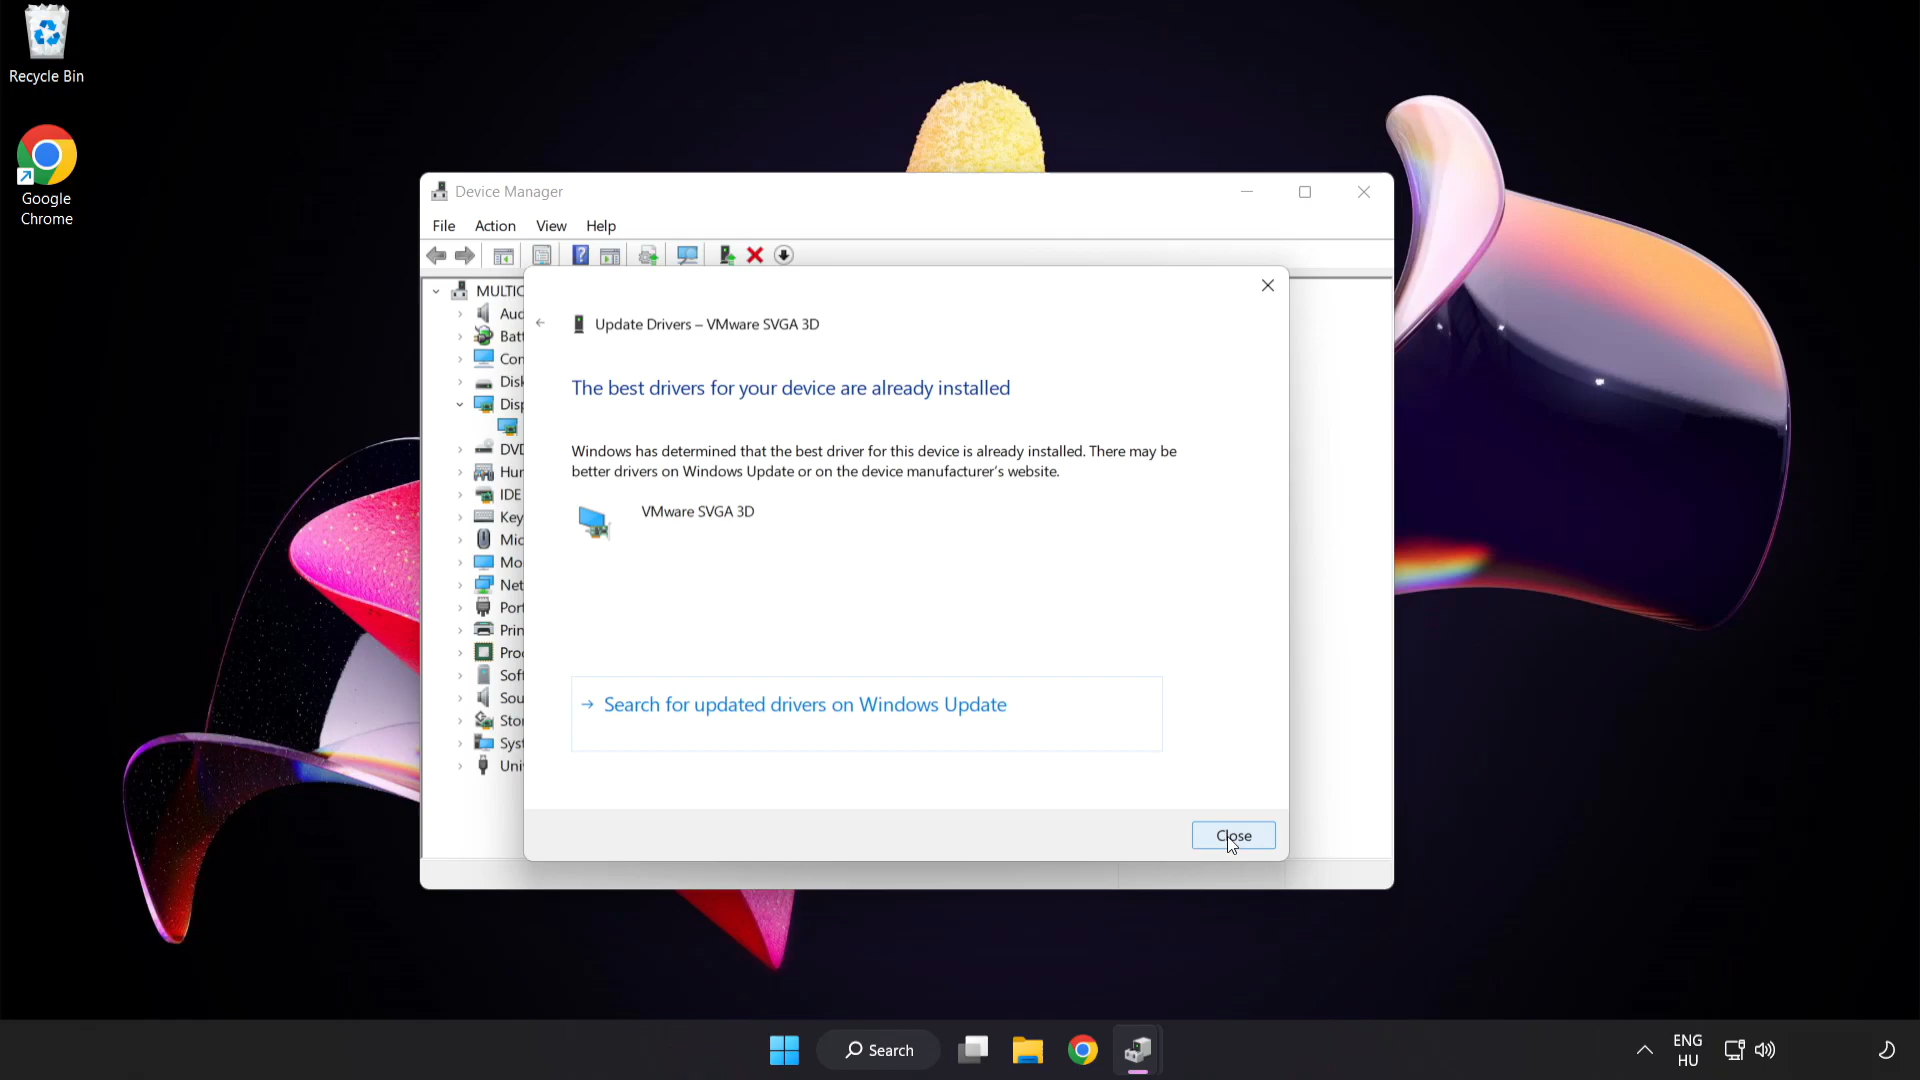 Recycle Bin
Google
Chrome
Device Manager
File Action View Help
MULTIC
Aud
Batt
Con
Disk
Disp
DVD
Hur
IDE
Key
Mic
Mo
Net
Port
Prin
Proc
Soft
Sou
Stor
Syst
Univ
Update Drivers – VMware SVGA 3D
The best drivers for your device are already installed
Windows has determined that the best driver for this device is already installed. There may be
better drivers on Windows Update or on the device manufacturer's website.
VMware SVGA 3D
Search for updated drivers on Windows Update
Close
Search
ENG
HU